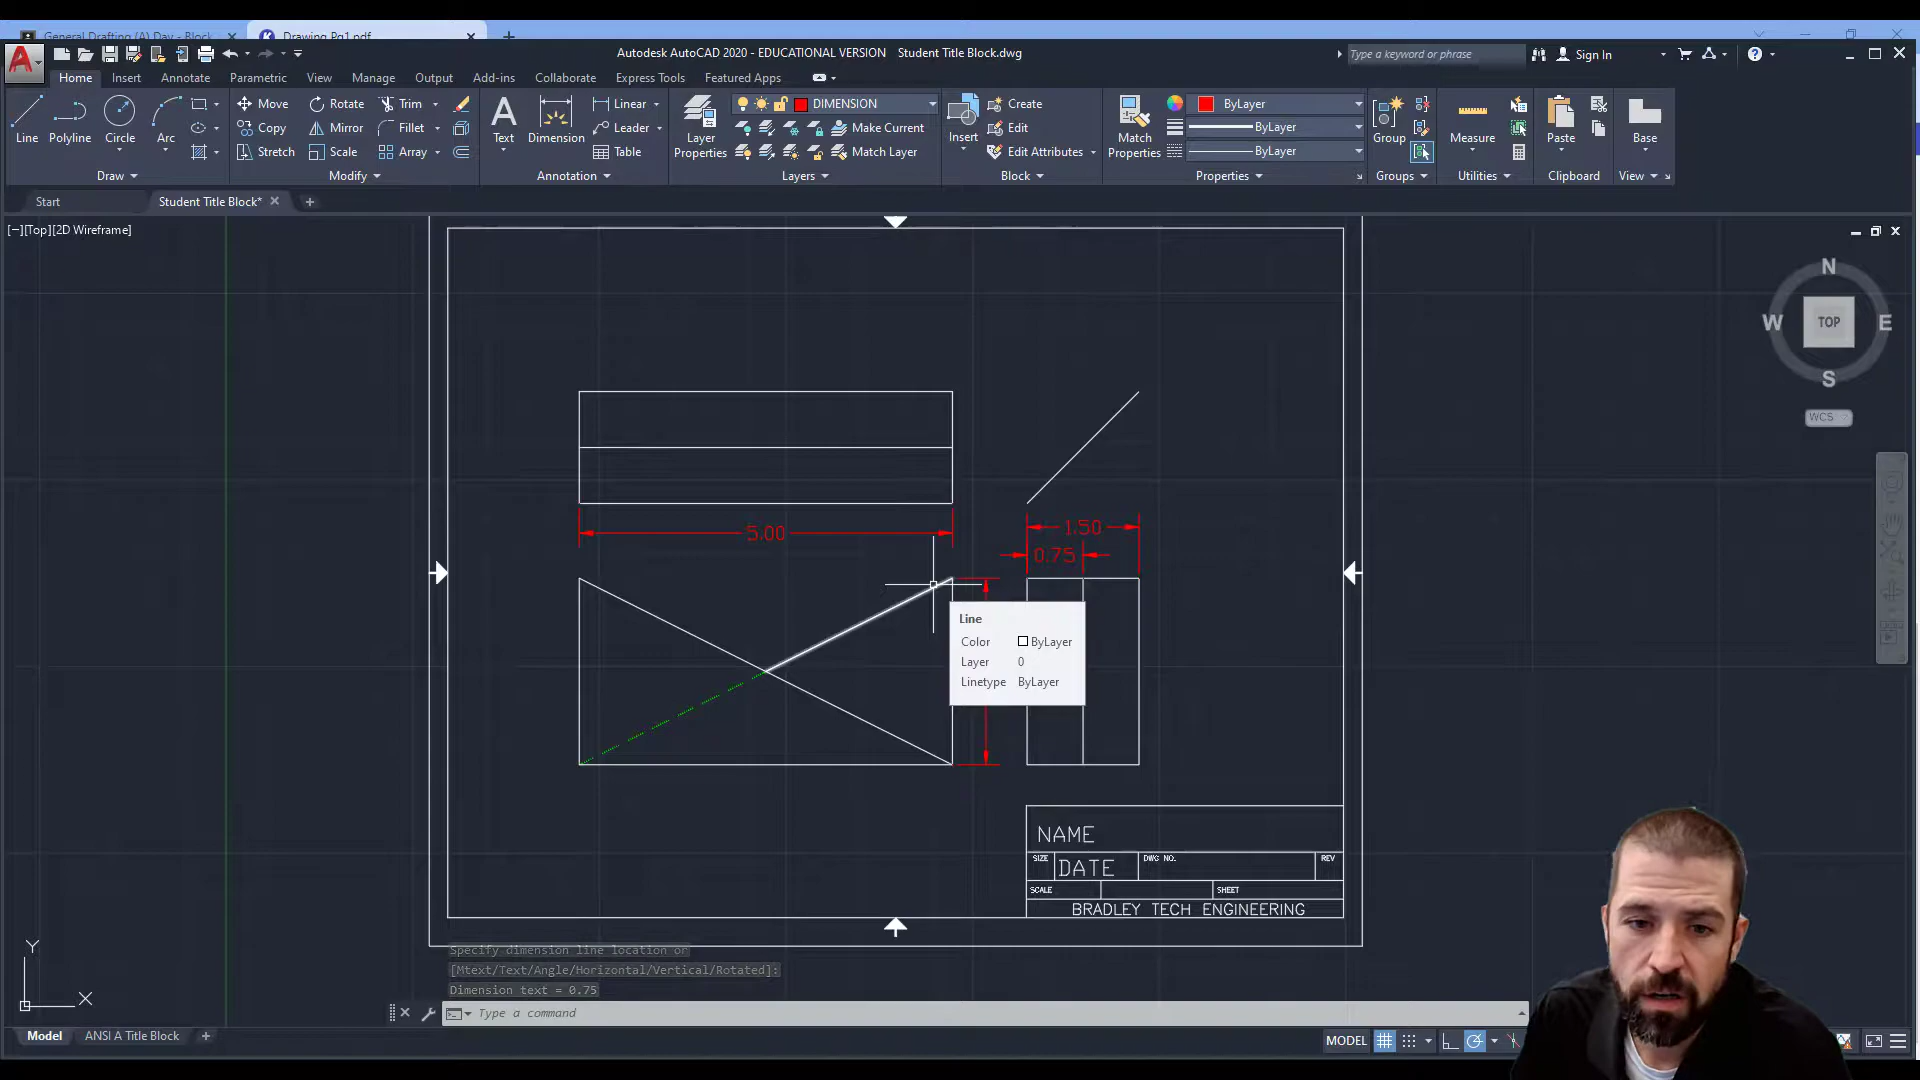 General Drafting (A) Day - Block
Drawing Pg1.pdf
Autodesk AutoCAD 2020 - EDUCATIONAL VERSION Student Title Block.dwg
Type a keyword or phrase
Sign In
Home Insert Annotate Parametric View Manage Output Add-ins Collaborate Express Tools Featured Apps
Line Polyline Circle Arc
Move Rotate Trim
Copy Mirror Fillet
Stretch Scale Array
Text Dimension
Linear
Leader
Table
Layer Properties
DIMENSION
Make Current
Match Layer
Insert
Create
Edit
Edit Attributes
Match Properties
ByLayer
ByLayer
ByLayer
Group
Measure
Paste
Base
Draw Modify Annotation Layers Block Properties Groups Utilities Clipboard View
Start Student Title Block*
[−][Top][2D Wireframe]
N
W TOP E
S
WCS
1.50
5.00
0.75
Line
Color ByLayer
Layer 0
Linetype ByLayer
NAME
SIZE DATE DWG NO. REV
SCALE SHEET
BRADLEY TECH ENGINEERING
Y
X
Specify dimension line location or
[Mtext/Text/Angle/Horizontal/Vertical/Rotated]:
Dimension text = 0.75
Type a command
Model ANSI A Title Block
MODEL